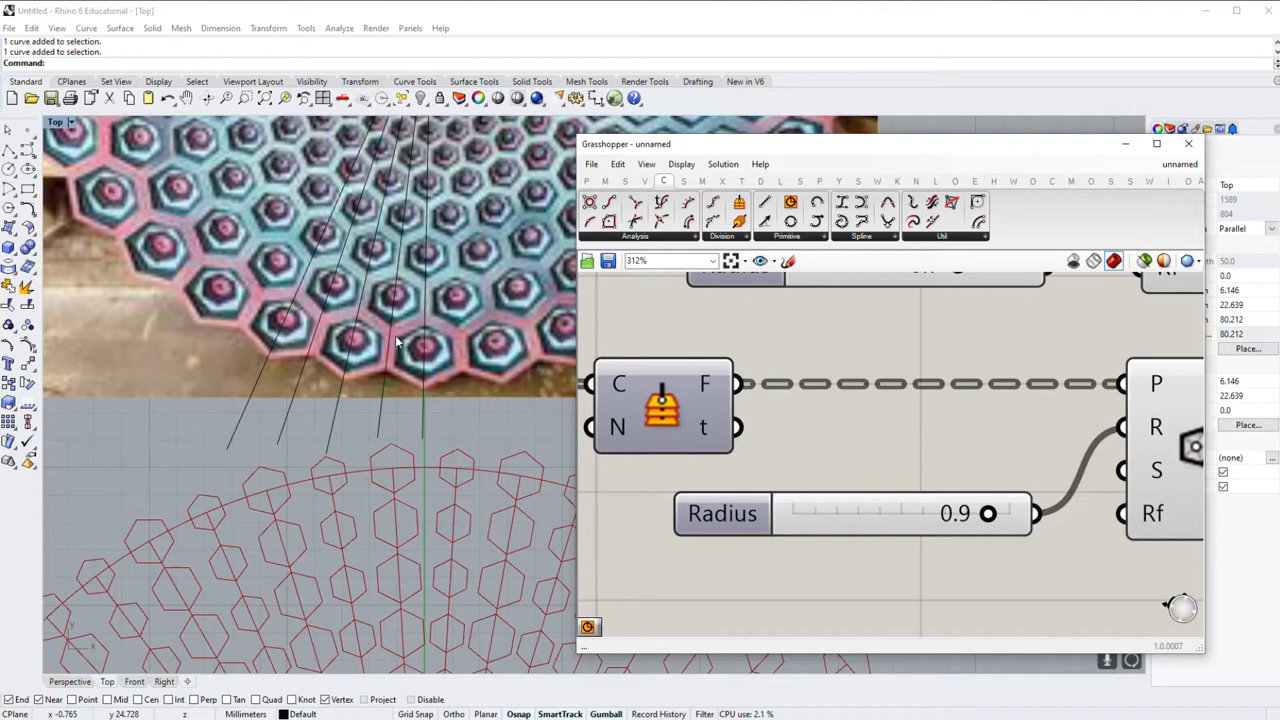 Untitled - Rhino 6 Educational - [Top]
File Edit View Curve Surface Solid Mesh Dimension Transform Tools Analyze Render Panels Help
1 curve added to selection.
1 curve added to selection.
Command:
Standard CPlanes Set View Display Select Viewport Layout Visibility Transform Curve Tools Surface Tools Solid Tools Mesh Tools Render Tools Drafting New in V6
Top
Grasshopper - unnamed
File Edit View Display Solution Help unnamed
P M S V C S M X T D L A B E F H K L N O C M O S S R W I O A
Analysis Division Primitive Spline Util
312%
C F
N t
P
R
S
Rf
Radius 0.9
...
1.0.0007
Top
1589
804
Parallel
50.0
0.0
6.146
22.639
80.212
80.212
Place...
6.146
22.639
0.0
Place...
(none) ...
y
x
Perspective Top Front Right
End Near Point Mid Cen Int Perp Tan Quad Knot Vertex Project Disable
CPlane x -0.765 y 24.728 z Millimeters Default Grid Snap Ortho Planar Osnap SmartTrack Gumball Record History Filter CPU use: 2.1 %